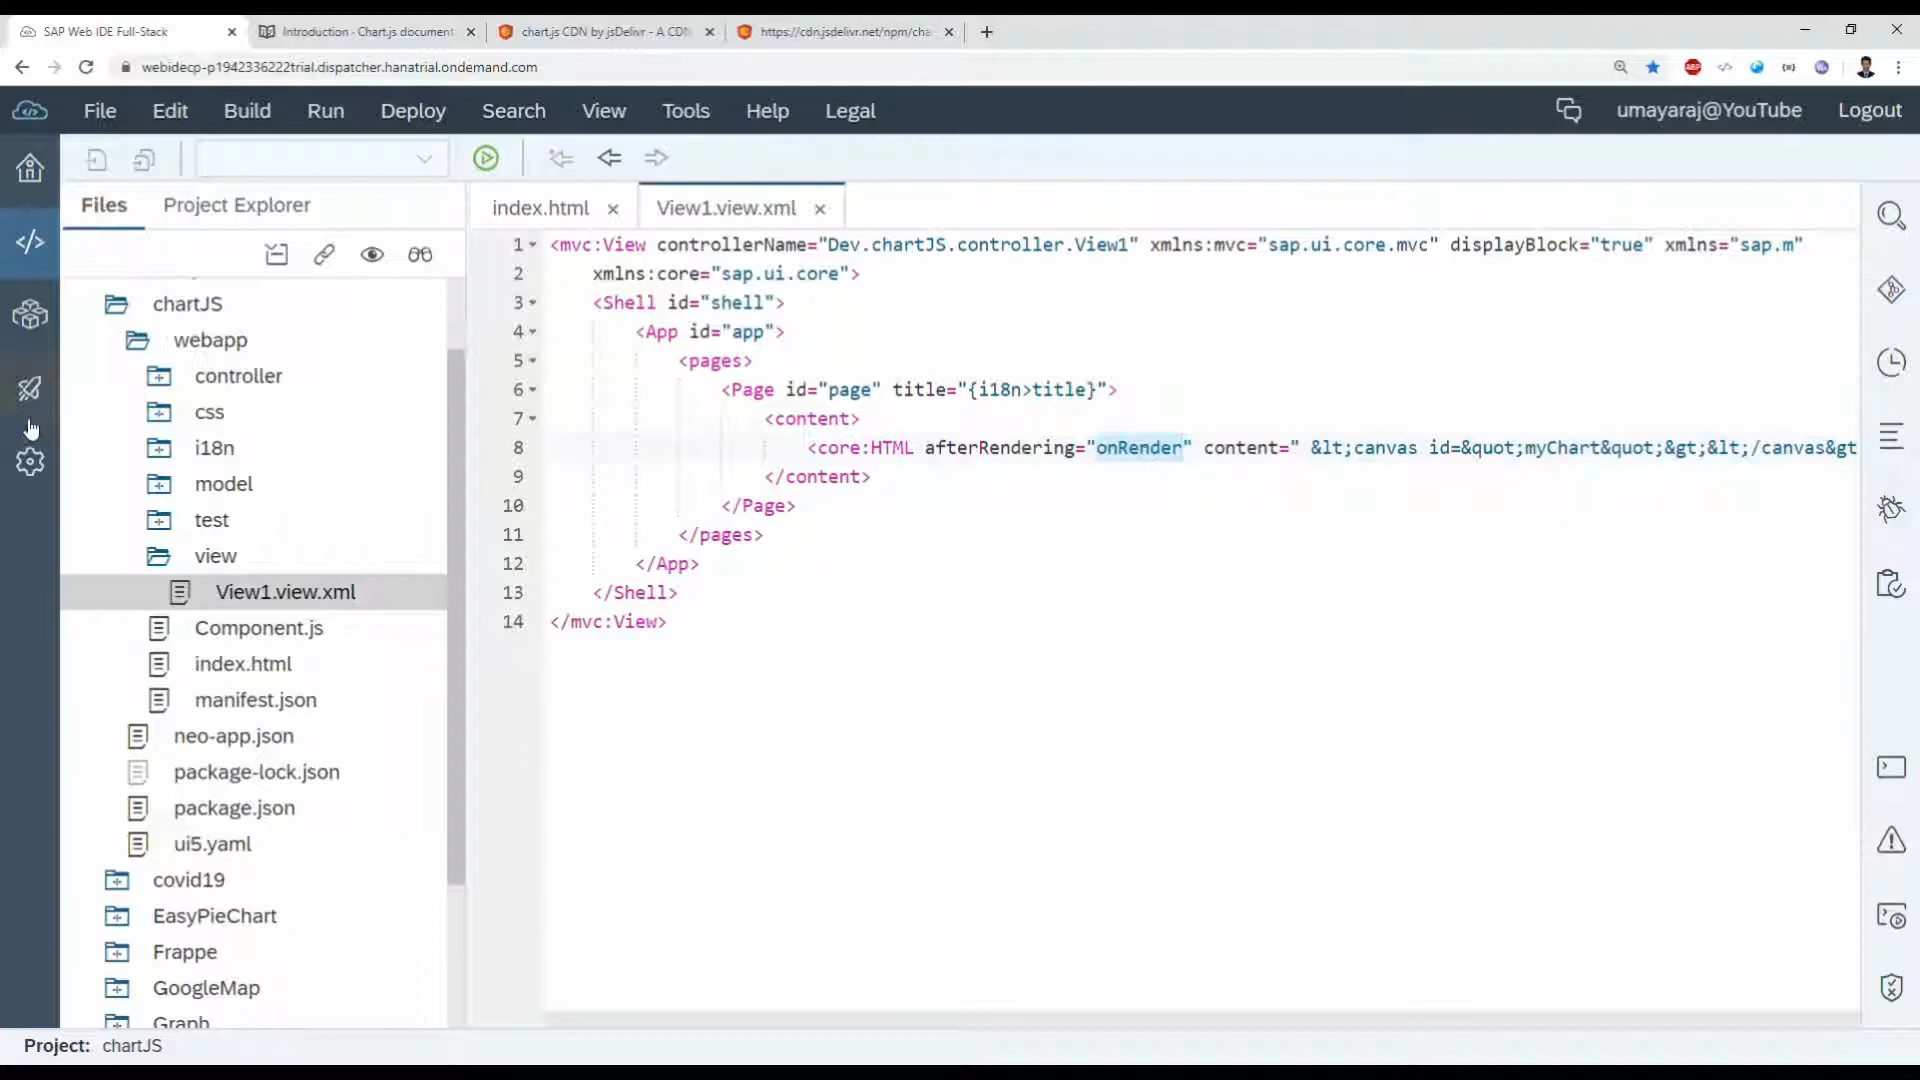 SAP Web IDE Full-Stack
Introduction · Chart.js document
chart.js CDN by jsDelivr - A CDN
https://cdn.jsdelivr.net/npm/cha
webidecp-p1942336222trial.dispatcher.hanatrial.ondemand.com
File Edit Build Run Deploy Search View Tools Help Legal
umayaraj@YouTube
Logout
Files
Project Explorer
index.html
View1.view.xml
chartJS
webapp
controller
css
i18n
model
test
view
View1.view.xml
Component.js
index.html
manifest.json
neo-app.json
package-lock.json
package.json
ui5.yaml
covid19
EasyPieChart
Frappe
GoogleMap
Graph
1 <mvc:View controllerName="Dev.chartJS.controller.View1" xmlns:mvc="sap.ui.core.mvc" displayBlock="true" xmlns="sap.m"
2 xmlns:core="sap.ui.core">
3 <Shell id="shell">
4 <App id="app">
5 <pages>
6 <Page id="page" title="{i18n>title}">
7 <content>
8 <core:HTML afterRendering="onRender" content=" &lt;canvas id=&quot;myChart&quot;&gt;&lt;/canvas&gt
9 </content>
10 </Page>
11 </pages>
12 </App>
13 </Shell>
14 </mvc:View>
Project: chartJS